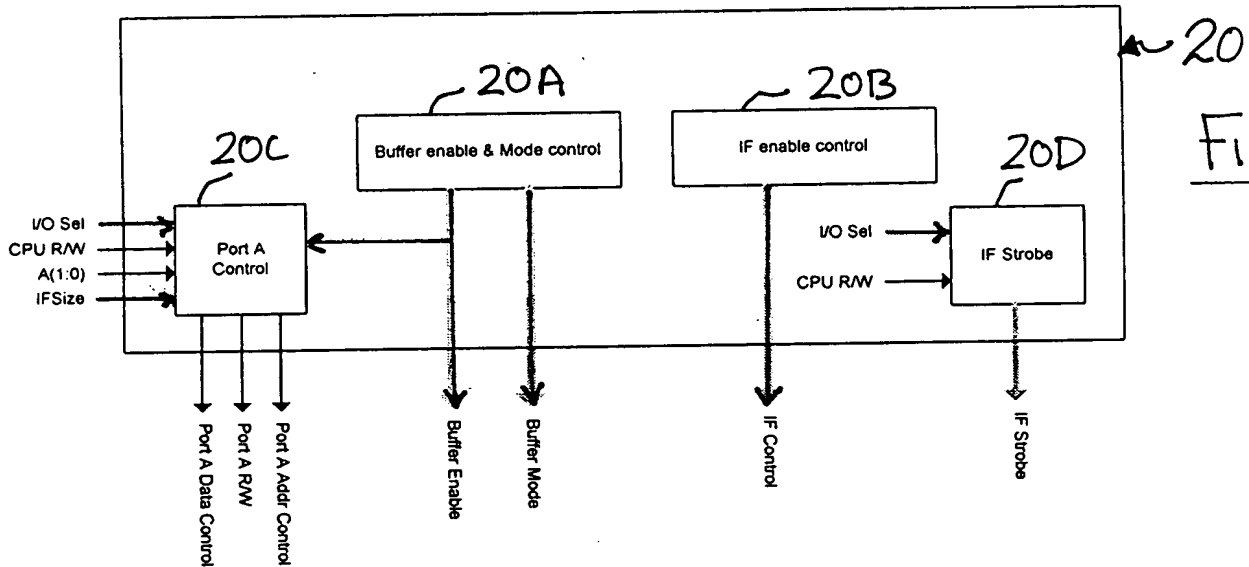 20
20A
20B
20C
20D
Buffer enable & Mode control
IF enable control
I/O Sel
CPU R/W
A(1:0)
IFSize
Port A
Control
I/O Sel
CPU R/W
IF Strobe
Port A Data Control
Port A R/W
Port A Addr Control
Buffer Enable
Buffer Mode
IF Control
IF Strobe